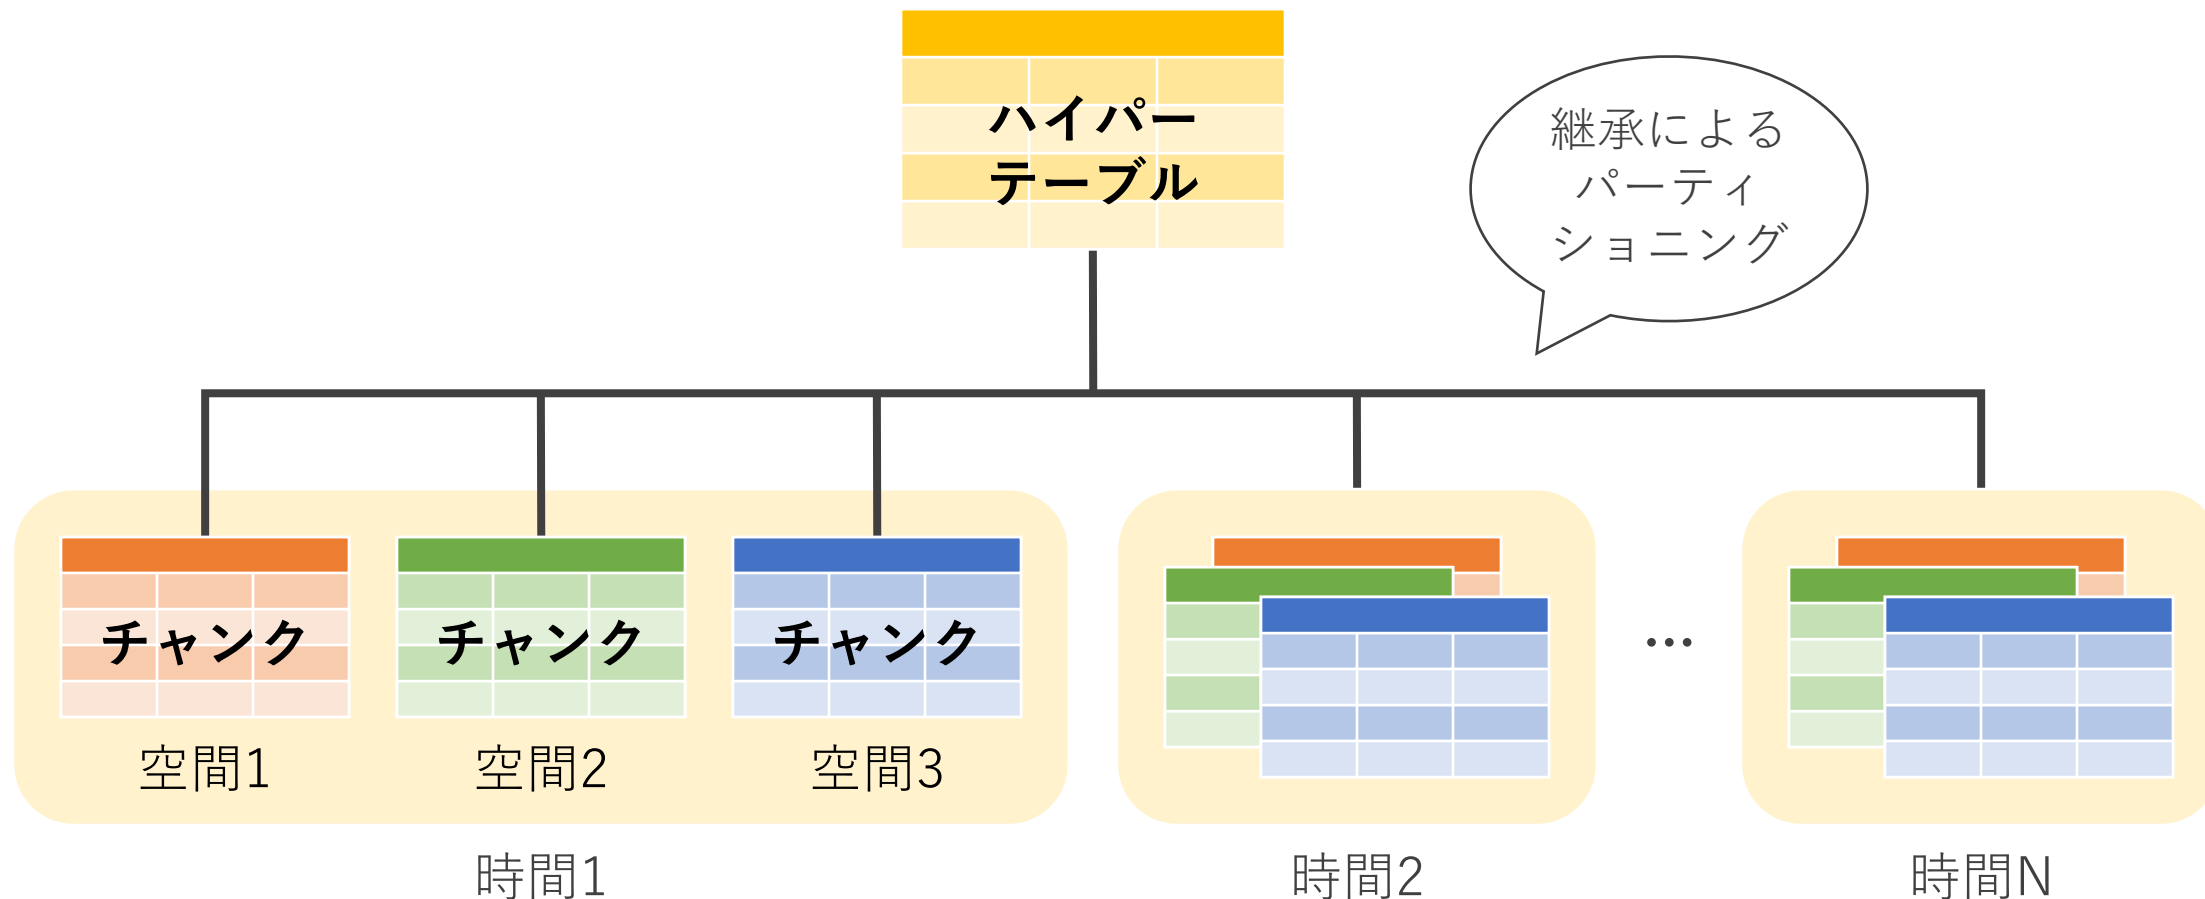 ハイパー
テーブル
継承による
パーティ
ショニング
チャンク
チャンク
チャンク
空間1
空間2
空間3
...
時間1
時間2
時間N